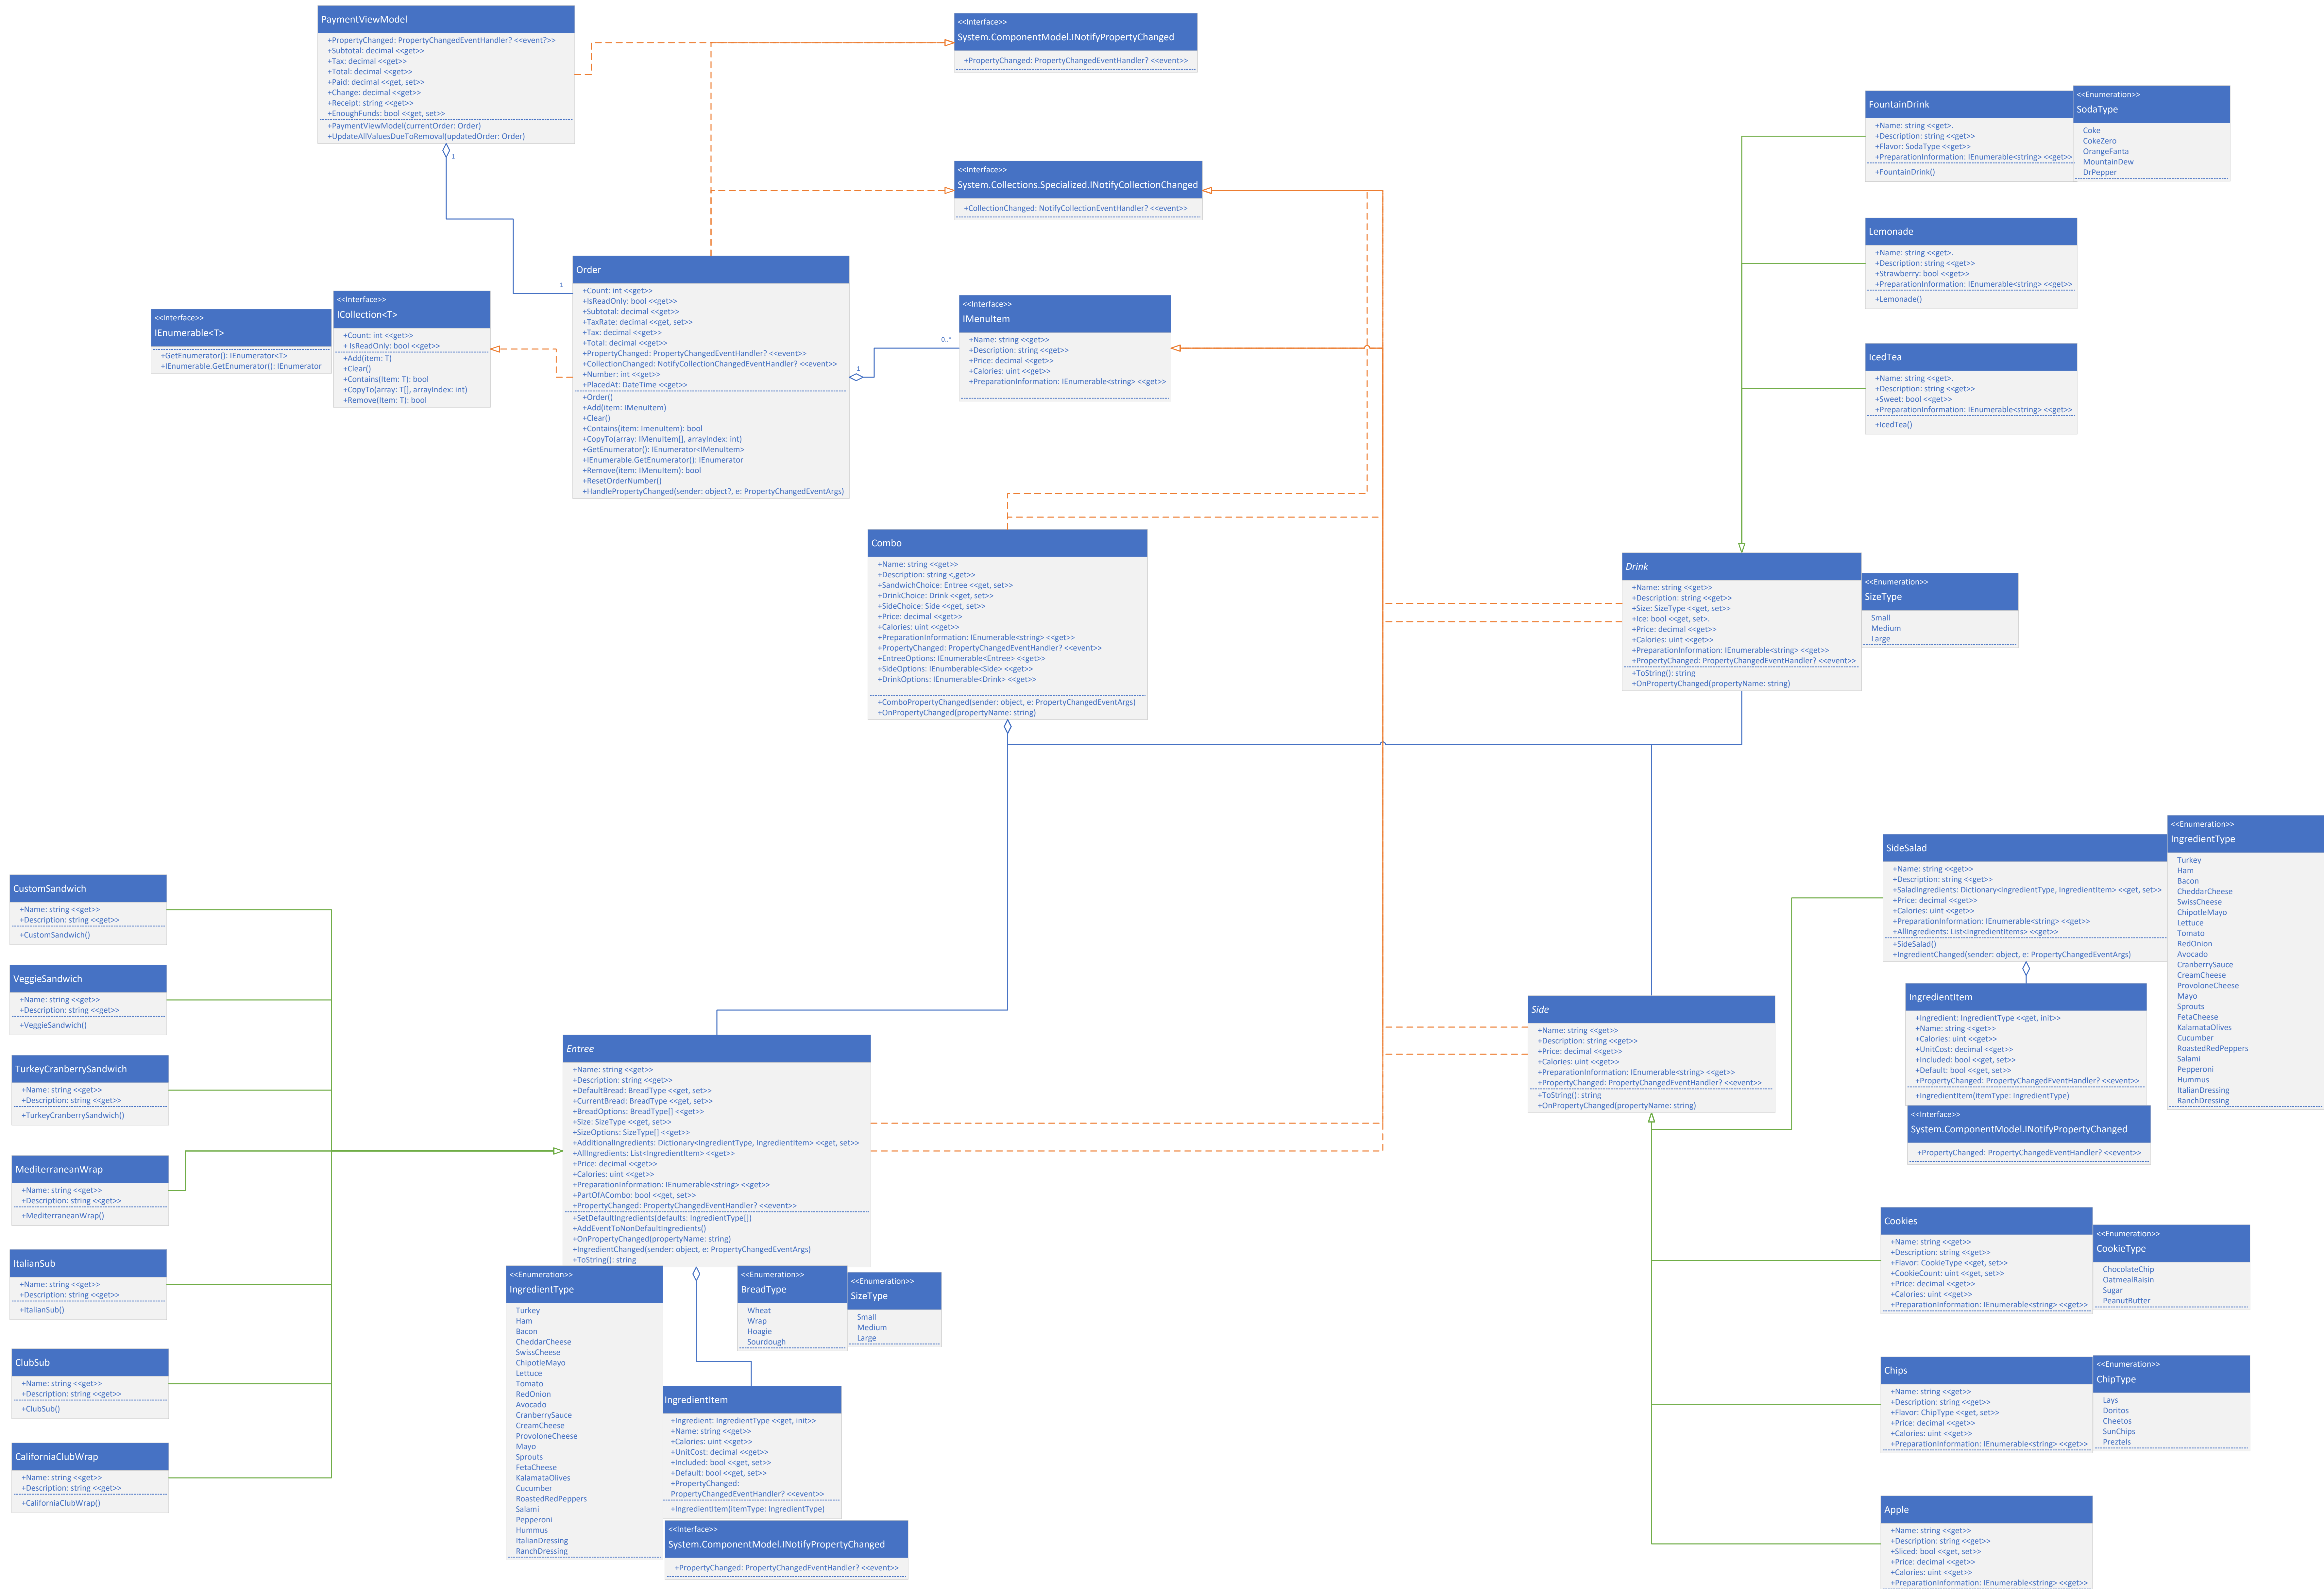 PaymentViewModel
+PropertyChanged: PropertyChangedEventHandler? <<event?>>
+Subtotal: decimal <<get>>
+Tax: decimal <<get>>
+Total: decimal <<get>>
+Paid: decimal <<get, set>>
+Change: decimal <<get>>
+Receipt: string <<get>>
+EnoughFunds: bool <<get, set>>
+PaymentViewModel(currentOrder: Order)
+UpdateAllValuesDueToRemoval(updatedOrder: Order)
1
1
<<Interface>>
System.ComponentModel.INotifyPropertyChanged
+PropertyChanged: PropertyChangedEventHandler? <<event>>
<<Interface>>
System.Collections.Specialized.INotifyCollectionChanged
+CollectionChanged: NotifyCollectionEventHandler? <<event>>
FountainDrink
+Name: string <<get>.
+Description: string <<get>>
+Flavor: SodaType <<get>>
+PreparationInformation: IEnumerable<string> <<get>>
+FountainDrink()
<<Enumeration>>
SodaType
Coke
CokeZero
OrangeFanta
MountainDew
DrPepper
Lemonade
+Name: string <<get>.
+Description: string <<get>>
+Strawberry: bool <<get>>
+PreparationInformation: IEnumerable<string> <<get>>
+Lemonade()
IcedTea
+Name: string <<get>.
+Description: string <<get>>
+Sweet: bool <<get>>
+PreparationInformation: IEnumerable<string> <<get>>
+IcedTea()
<<Interface>>
IEnumerable<T>
+GetEnumerator(): IEnumerator<T>
+IEnumerable.GetEnumerator(): IEnumerator
<<Interface>>
ICollection<T>
+Count: int <<get>>
+ IsReadOnly: bool <<get>>
+Add(item: T)
+Clear()
+Contains(Item: T): bool
+CopyTo(array: T[], arrayIndex: int)
+Remove(Item: T): bool
Order
+Count: int <<get>>
+IsReadOnly: bool <<get>>
+Subtotal: decimal <<get>>
+TaxRate: decimal <<get, set>>
+Tax: decimal <<get>>
+Total: decimal <<get>>
+PropertyChanged: PropertyChangedEventHandler? <<event>>
+CollectionChanged: NotifyCollectionChangedEventHandler? <<event>>
+Number: int <<get>>
+PlacedAt: DateTime <<get>>
+Order()
+Add(item: IMenuItem)
+Clear()
+Contains(item: ImenuItem): bool
+CopyTo(array: IMenuItem[], arrayIndex: int)
+GetEnumerator(): IEnumerator<IMenuItem>
+IEnumerable.GetEnumerator(): IEnumerator
+Remove(item: IMenuItem): bool
+ResetOrderNumber()
+HandlePropertyChanged(sender: object?, e: PropertyChangedEventArgs)
0..*
1
<<Interface>>
IMenuItem
+Name: string <<get>>
+Description: string <<get>>
+Price: decimal <<get>>
+Calories: uint <<get>>
+PreparationInformation: IEnumerable<string> <<get>>
Combo
+Name: string <<get>>
+Description: string <,get>>
+SandwichChoice: Entree <<get, set>>
+DrinkChoice: Drink <<get, set>>
+SideChoice: Side <<get, set>>
+Price: decimal <<get>>
+Calories: uint <<get>>
+PreparationInformation: IEnumerable<string> <<get>>
+PropertyChanged: PropertyChangedEventHandler? <<event>>
+EntreeOptions: IEnumerable<Entree> <<get>>
+SideOptions: IENumberable<Side> <<get>>
+DrinkOptions: IEnumerable<Drink> <<get>>
+ComboPropertyChanged(sender: object, e: PropertyChangedEventArgs)
+OnPropertyChanged(propertyName: string)
Drink
+Name: string <<get>>
+Description: string <<get>>
+Size: SizeType <<get, set>>
+Ice: bool <<get, set>.
+Price: decimal <<get>>
+Calories: uint <<get>>
+PreparationInformation: IEnumerable<string> <<get>>
+PropertyChanged: PropertyChangedEventHandler? <<event>>
+ToString(): string
+OnPropertyChanged(propertyName: string)
<<Enumeration>>
SizeType
Small
Medium
Large
CustomSandwich
+Name: string <<get>>
+Description: string <<get>>
+CustomSandwich()
VeggieSandwich
+Name: string <<get>>
+Description: string <<get>>
+VeggieSandwich()
TurkeyCranberrySandwich
+Name: string <<get>>
+Description: string <<get>>
+TurkeyCranberrySandwich()
MediterraneanWrap
+Name: string <<get>>
+Description: string <<get>>
+MediterraneanWrap()
ItalianSub
+Name: string <<get>>
+Description: string <<get>>
+ItalianSub()
ClubSub
+Name: string <<get>>
+Description: string <<get>>
+ClubSub()
CaliforniaClubWrap
+Name: string <<get>>
+Description: string <<get>>
+CaliforniaClubWrap()
Entree
+Name: string <<get>>
+Description: string <<get>>
+DefaultBread: BreadType <<get, set>>
+CurrentBread: BreadType <<get, set>>
+BreadOptions: BreadType[] <<get>>
+Size: SizeType <<get, set>>
+SizeOptions: SizeType[] <<get>>
+AdditionalIngredients: Dictionary<IngredientType, IngredientItem> <<get, set>>
+AllIngredients: List<IngredientItem> <<get>>
+Price: decimal <<get>>
+Calories: uint <<get>>
+PreparationInformation: IEnumerable<string> <<get>>
+PartOfACombo: bool <<get, set>>
+PropertyChanged: PropertyChangedEventHandler? <<event>>
+SetDefaultIngredients(defaults: IngredientType[])
+AddEventToNonDefaultIngredients()
+OnPropertyChanged(propertyName: string)
+IngredientChanged(sender: object, e: PropertyChangedEventArgs)
+ToString(): string
<<Enumeration>>
IngredientType
Turkey
Ham
Bacon
CheddarCheese
SwissCheese
ChipotleMayo
Lettuce
Tomato
RedOnion
Avocado
CranberrySauce
CreamCheese
ProvoloneCheese
Mayo
Sprouts
FetaCheese
KalamataOlives
Cucumber
RoastedRedPeppers
Salami
Pepperoni
Hummus
ItalianDressing
RanchDressing
<<Enumeration>>
BreadType
Wheat
Wrap
Hoagie
Sourdough
<<Enumeration>>
SizeType
Small
Medium
Large
IngredientItem
+Ingredient: IngredientType <<get, init>>
+Name: string <<get>>
+Calories: uint <<get>>
+UnitCost: decimal <<get>>
+Included: bool <<get, set>>
+Default: bool <<get, set>>
+PropertyChanged:
PropertyChangedEventHandler? <<event>>
+IngredientItem(itemType: IngredientType)
<<Interface>>
System.ComponentModel.INotifyPropertyChanged
+PropertyChanged: PropertyChangedEventHandler? <<event>>
Side
+Name: string <<get>>
+Description: string <<get>>
+Price: decimal <<get>>
+Calories: uint <<get>>
+PreparationInformation: IEnumerable<string> <<get>>
+PropertyChanged: PropertyChangedEventHandler? <<event>>
+ToString(): string
+OnPropertyChanged(propertyName: string)
SideSalad
+Name: string <<get>>
+Description: string <<get>>
+SaladIngredients: Dictionary<IngredientType, IngredientItem> <<get, set>>
+Price: decimal <<get>>
+Calories: uint <<get>>
+PreparationInformation: IEnumerable<string> <<get>>
+AllIngredients: List<IngredientItems> <<get>>
+SideSalad()
+IngredientChanged(sender: object, e: PropertyChangedEventArgs)
<<Enumeration>>
IngredientType
Turkey
Ham
Bacon
CheddarCheese
SwissCheese
ChipotleMayo
Lettuce
Tomato
RedOnion
Avocado
CranberrySauce
CreamCheese
ProvoloneCheese
Mayo
Sprouts
FetaCheese
KalamataOlives
Cucumber
RoastedRedPeppers
Salami
Pepperoni
Hummus
ItalianDressing
RanchDressing
IngredientItem
+Ingredient: IngredientType <<get, init>>
+Name: string <<get>>
+Calories: uint <<get>>
+UnitCost: decimal <<get>>
+Included: bool <<get, set>>
+Default: bool <<get, set>>
+PropertyChanged: PropertyChangedEventHandler? <<event>>
+IngredientItem(itemType: IngredientType)
<<Interface>>
System.ComponentModel.INotifyPropertyChanged
+PropertyChanged: PropertyChangedEventHandler? <<event>>
Cookies
+Name: string <<get>>
+Description: string <<get>>
+Flavor: CookieType <<get, set>>
+CookieCount: uint <<get, set>>
+Price: decimal <<get>>
+Calories: uint <<get>>
+PreparationInformation: IEnumerable<string> <<get>>
<<Enumeration>>
CookieType
ChocolateChip
OatmealRaisin
Sugar
PeanutButter
Chips
+Name: string <<get>>
+Description: string <<get>>
+Flavor: ChipType <<get, set>>
+Price: decimal <<get>>
+Calories: uint <<get>>
+PreparationInformation: IEnumerable<string> <<get>>
<<Enumeration>>
ChipType
Lays
Doritos
Cheetos
SunChips
Preztels
Apple
+Name: string <<get>>
+Description: string <<get>>
+Sliced: bool <<get, set>>
+Price: decimal <<get>>
+Calories: uint <<get>>
+PreparationInformation: IEnumerable<string> <<get>>